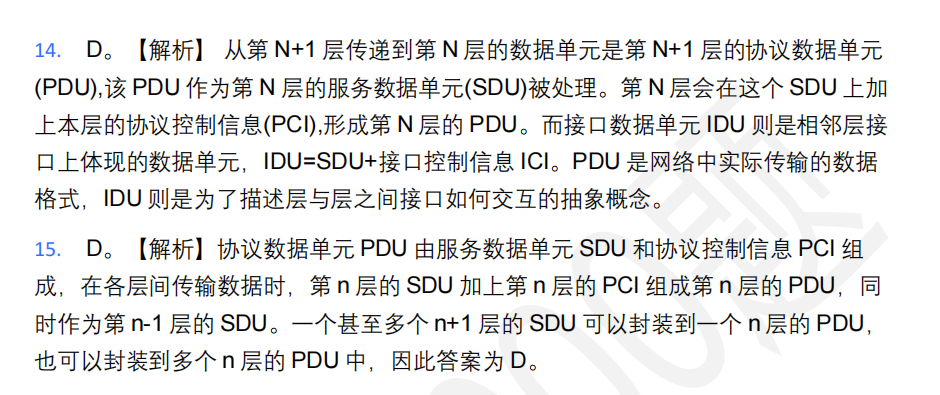 14. D。【解析】 从第 N+1 层传递到第 N 层的数据单元是第 N+1 层的协议数据单元
(PDU),该 PDU 作为第 N 层的服务数据单元(SDU)被处理。第 N 层会在这个 SDU 上加
上本层的协议控制信息(PCI),形成第 N 层的 PDU。而接口数据单元 IDU 则是相邻层接
口上体现的数据单元，IDU=SDU+接口控制信息 ICI。PDU 是网络中实际传输的数据
格式，IDU 则是为了描述层与层之间接口如何交互的抽象概念。
15. D。【解析】协议数据单元 PDU 由服务数据单元 SDU 和协议控制信息 PCI 组
成，在各层间传输数据时，第 n 层的 SDU 加上第 n 层的 PCI 组成第 n 层的 PDU，同
时作为第 n-1 层的 SDU。一个甚至多个 n+1 层的 SDU 可以封装到一个 n 层的 PDU，
也可以封装到多个 n 层的 PDU 中，因此答案为 D。